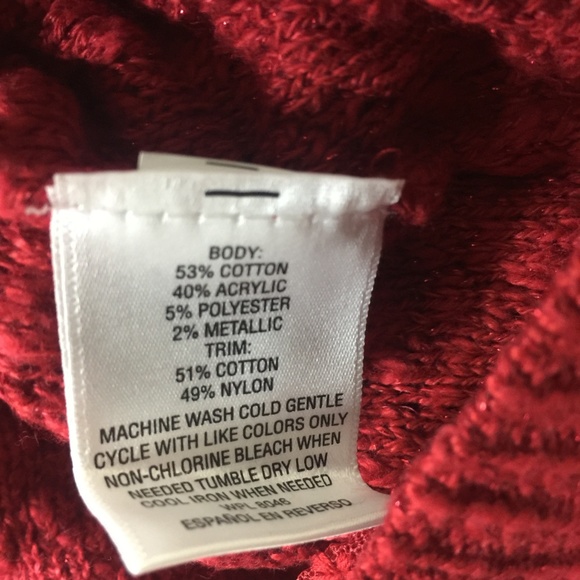 BODY:
53% COTTON
40% ACRYLIC
5% POLYESTER
2% METALLIC
TRIM:
51% COTTON
49% NYLON
MACHINE WASH COLD GENTLE
CYCLE WITH LIKE COLORS ONLY
NON-CHLORINE BLEACH WHEN
NEEDED TUMBLE DRY LOW
COOL IRON WHEN NEEDED
WPL 8046
ESPAÑOL EN REVERSO